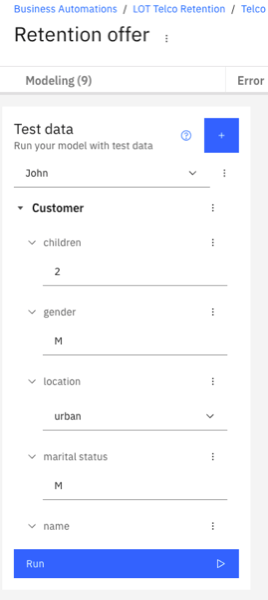 Business Automations / LOT Telco Retention / Telco
Retention offer
Modeling (9) Error
Test data
Run your model with test data
John
Customer
children
2
gender
M
location
urban
marital status
M
name
Run